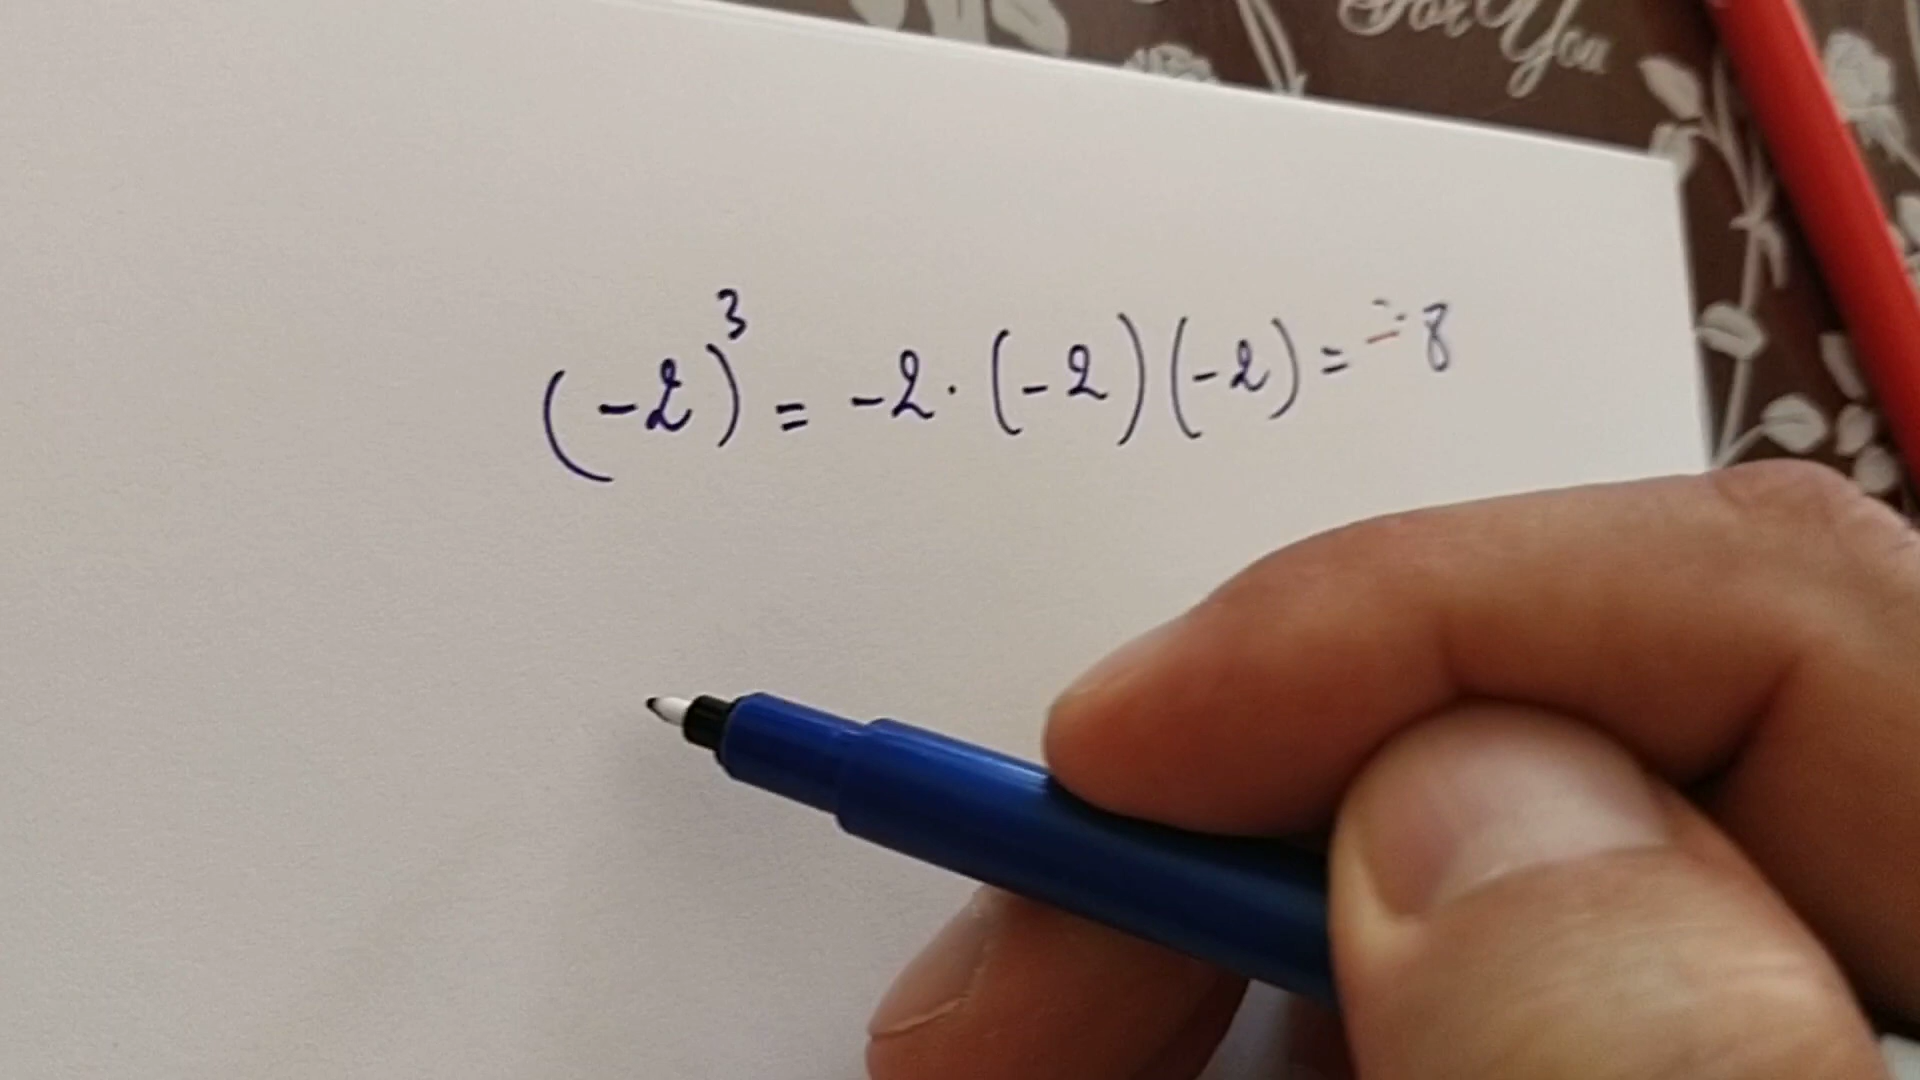 For You
(-2)³ = -2 · (-2)(-2) = -8